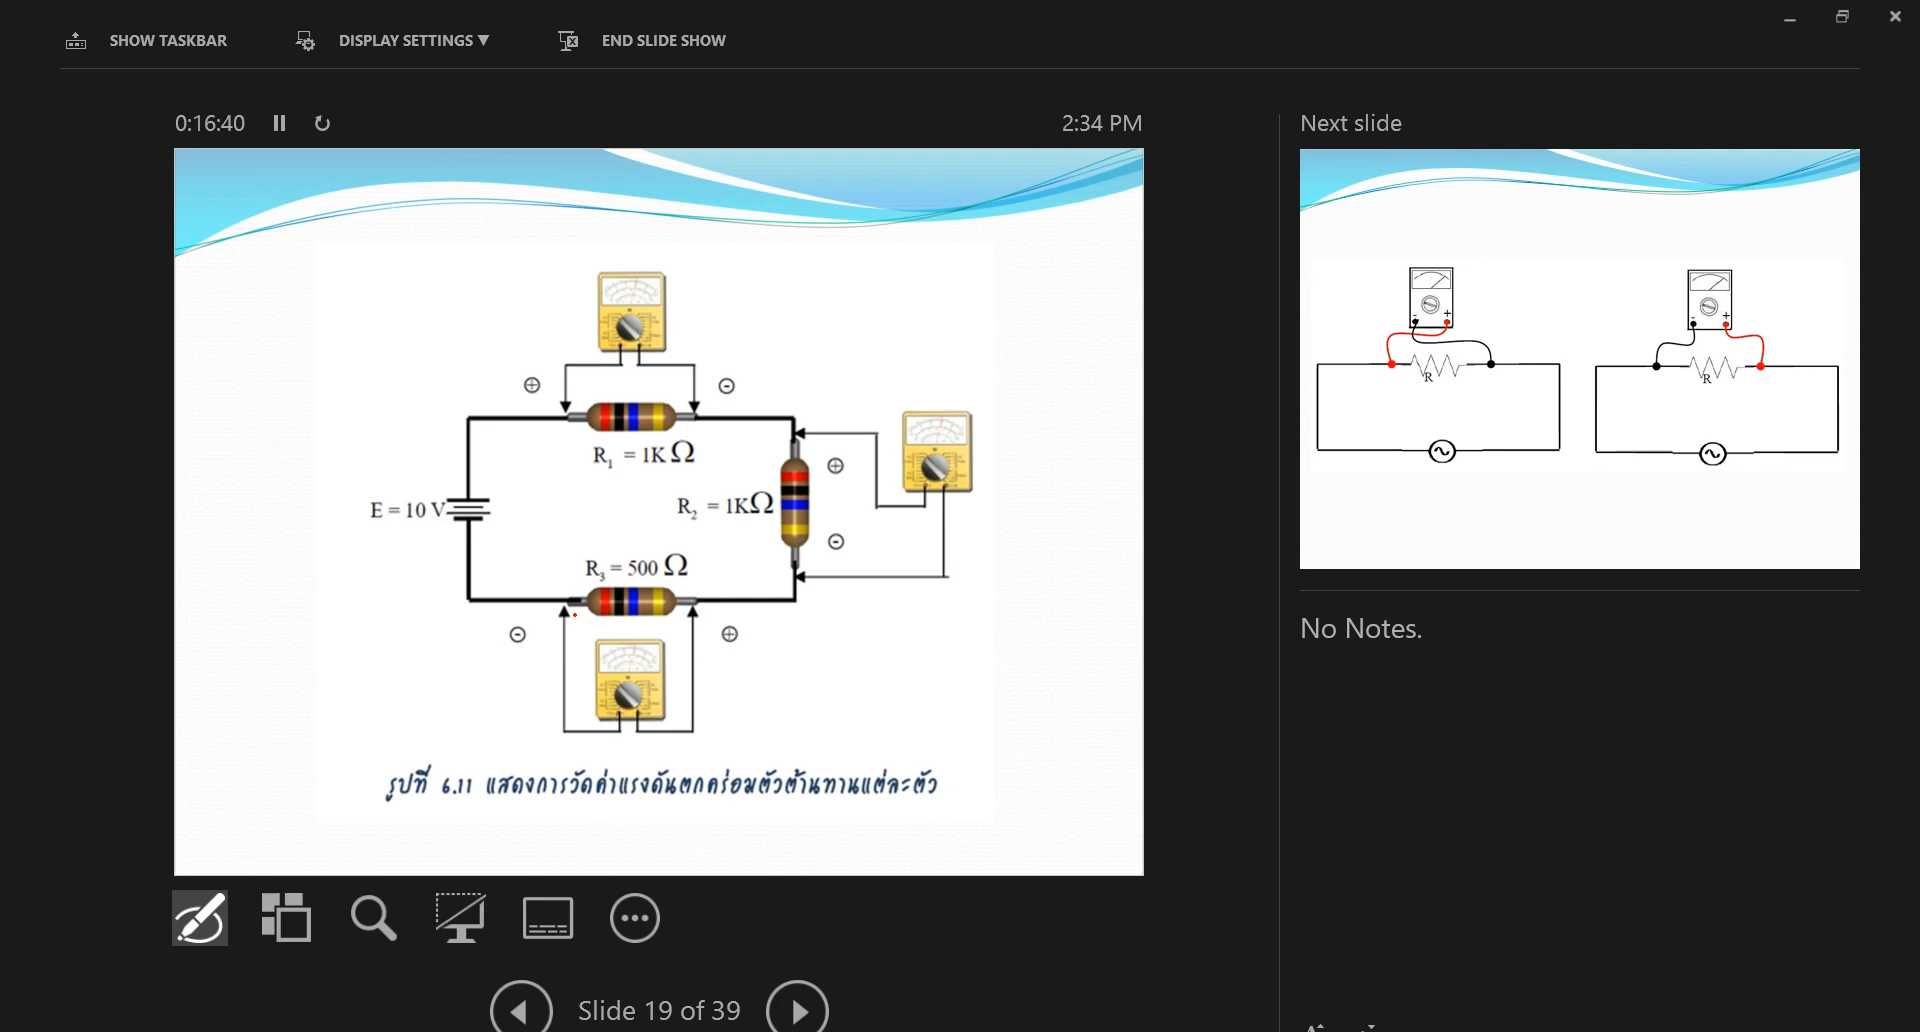 SHOW TASKBAR
DISPLAY SETTINGS ▼
END SLIDE SHOW
0:16:40
2:34 PM
R1 = 1K Ω
E = 10 V
R2 = 1KΩ
R3 = 500 Ω
รูปที่ ๖.11 แสดงการวัดค่าแรงดันตกคร่อมตัวต้านทานแต่ละตัว
Slide 19 of 39
Next slide
- +
R
- +
R
No Notes.